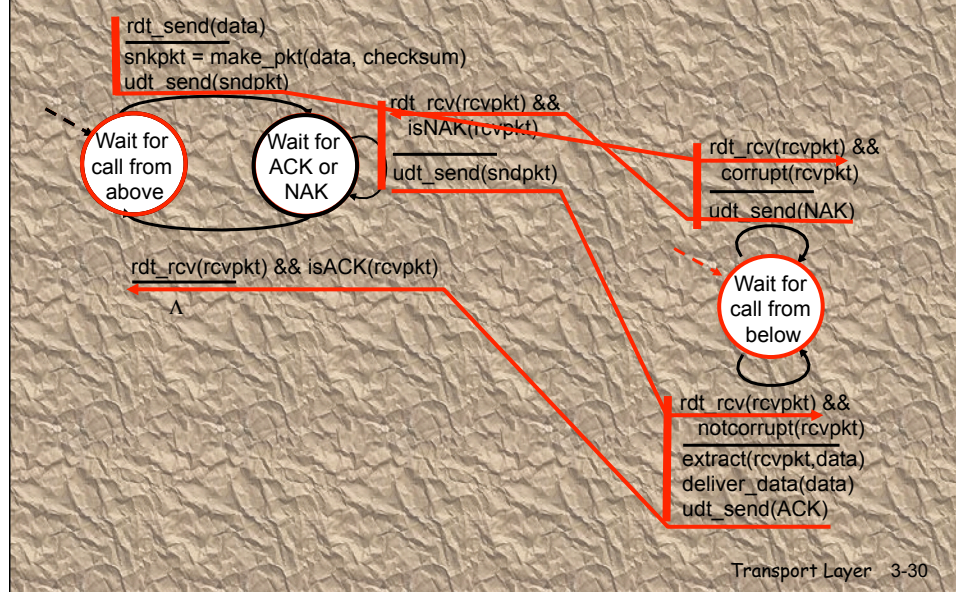 rdt_send(data)
snkpkt = make_pkt(data, checksum)
udt_send(sndpkt)
Wait for
call from
above
Wait for
ACK or
NAK
rdt_rcv(rcvpkt) &&
isNAK(rcvpkt)
udt_send(sndpkt)
rdt_rcv(rcvpkt) && isACK(rcvpkt)
Λ
rdt_rcv(rcvpkt) &&
corrupt(rcvpkt)
udt_send(NAK)
Wait for
call from
below
rdt_rcv(rcvpkt) &&
notcorrupt(rcvpkt)
extract(rcvpkt,data)
deliver_data(data)
udt_send(ACK)
Transport Layer 3-30